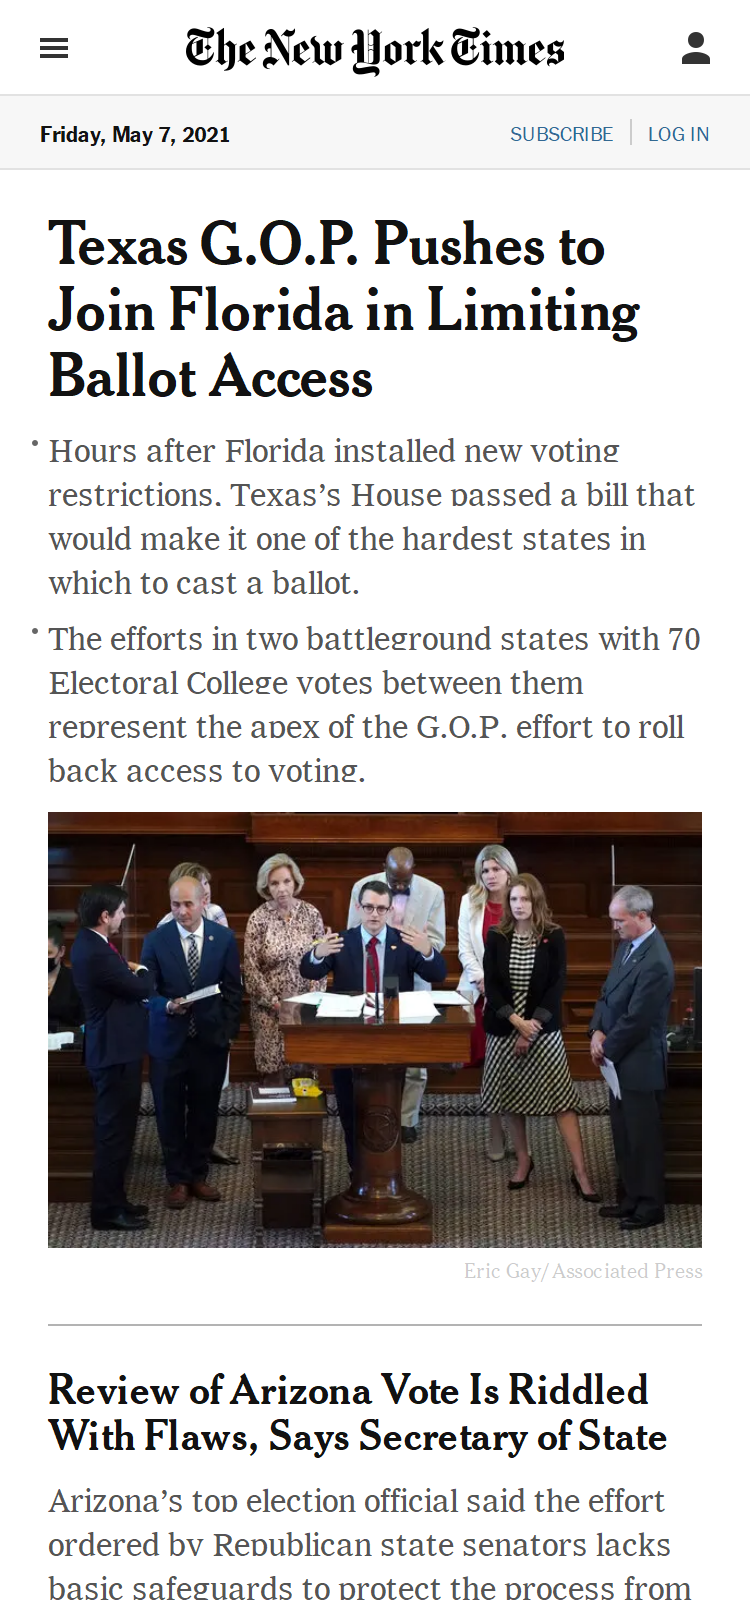 The New York Times
Friday, May 7, 2021
SUBSCRIBE
LOG IN
Texas G.O.P. Pushes to
Join Florida in Limiting
Ballot Access
• Hours after Florida installed new voting
restrictions, Texas’s House passed a bill that
would make it one of the hardest states in
which to cast a ballot.
• The efforts in two battleground states with 70
Electoral College votes between them
represent the apex of the G.O.P. effort to roll
back access to voting.
Eric Gay/Associated Press
Review of Arizona Vote Is Riddled
With Flaws, Says Secretary of State
Arizona’s top election official said the effort
ordered by Republican state senators lacks
basic safeguards to protect the process from